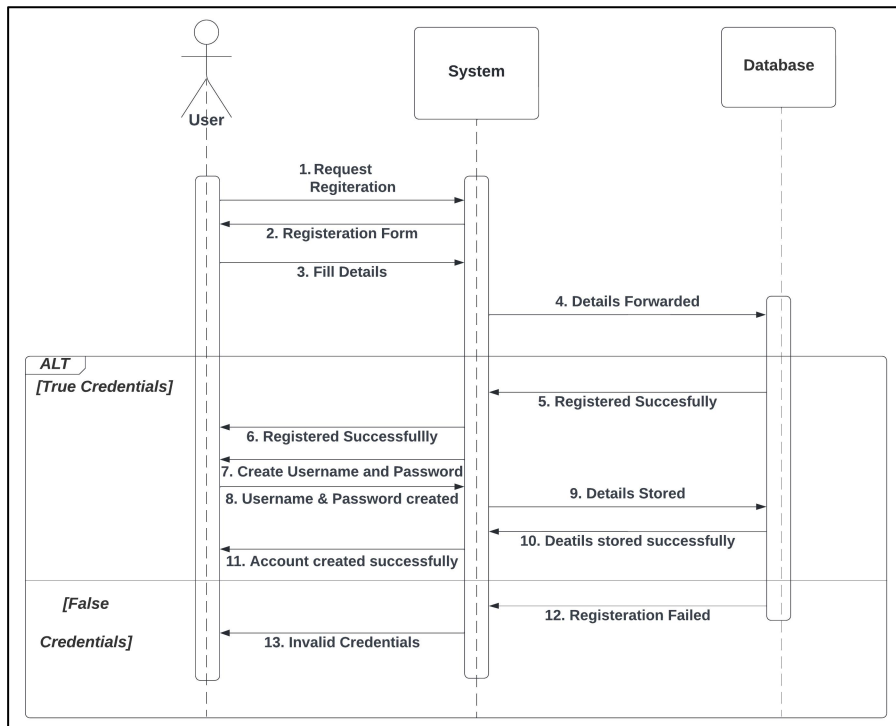 System
Database
User
1. Request
Regiteration
2. Registeration Form
3. Fill Details
4. Details Forwarded
ALT
[True Credentials]
5. Registered Succesfully
6. Registered Successfullly
7. Create Username and Password
8. Username & Password created
9. Details Stored
10. Deatils stored successfully
11. Account created successfully
[False
Credentials]
12. Registeration Failed
13. Invalid Credentials